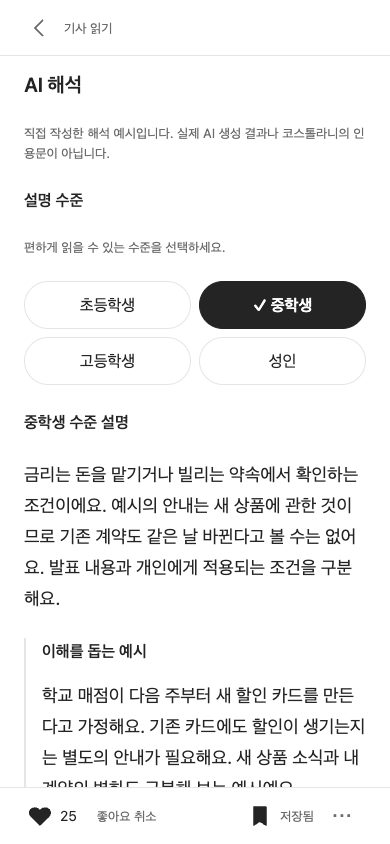 기사 읽기
AI 해석
직접 작성한 해석 예시입니다. 실제 AI 생성 결과나 코스톨라니의 인
용문이 아닙니다.
설명 수준
편하게 읽을 수 있는 수준을 선택하세요.
초등학생
✓ 중학생
고등학생
성인
중학생 수준 설명
금리는 돈을 맡기거나 빌리는 약속에서 확인하는
조건이에요. 예시의 안내는 새 상품에 관한 것이
므로 기존 계약도 같은 날 바뀐다고 볼 수는 없어
요. 발표 내용과 개인에게 적용되는 조건을 구분
해요.
이해를 돕는 예시
학교 매점이 다음 주부터 새 할인 카드를 만든
다고 가정해요. 기존 카드에도 할인이 생기는지
는 별도의 안내가 필요해요. 새 상품 소식과 내
25
좋아요 취소
저장됨